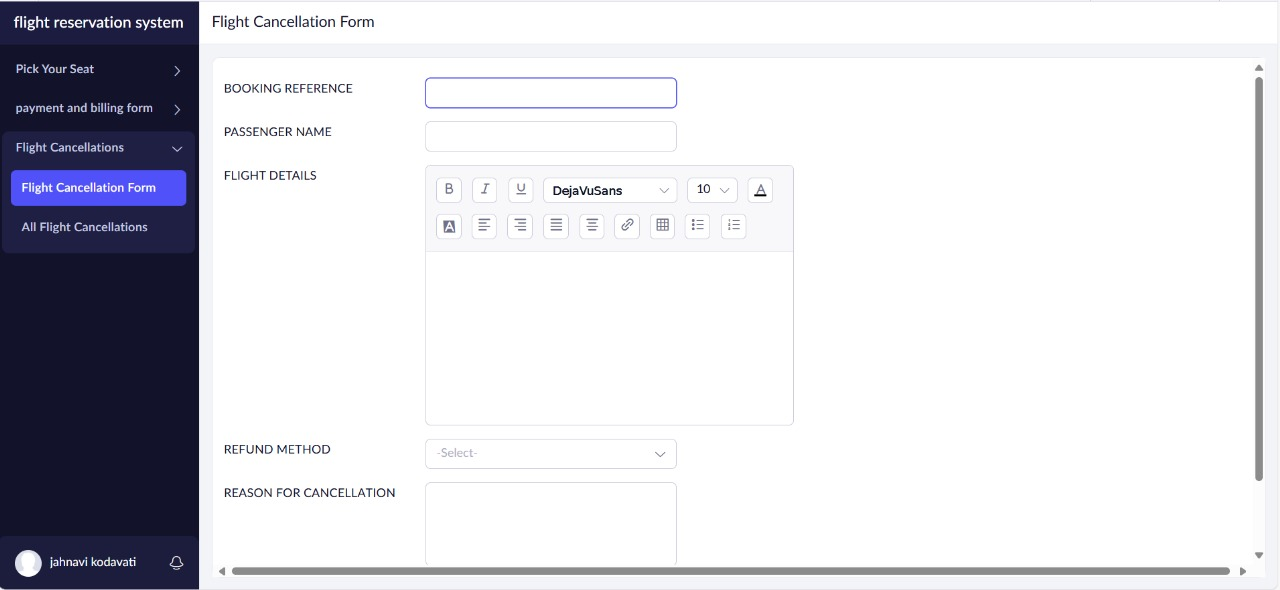 flight reservation system
Flight Cancellation Form
Pick Your Seat
payment and billing form
Flight Cancellations
Flight Cancellation Form
All Flight Cancellations
jahnavi kodavati
BOOKING REFERENCE
PASSENGER NAME
FLIGHT DETAILS
B I U DejaVuSans 10 A
A
REFUND METHOD
-Select-
REASON FOR CANCELLATION